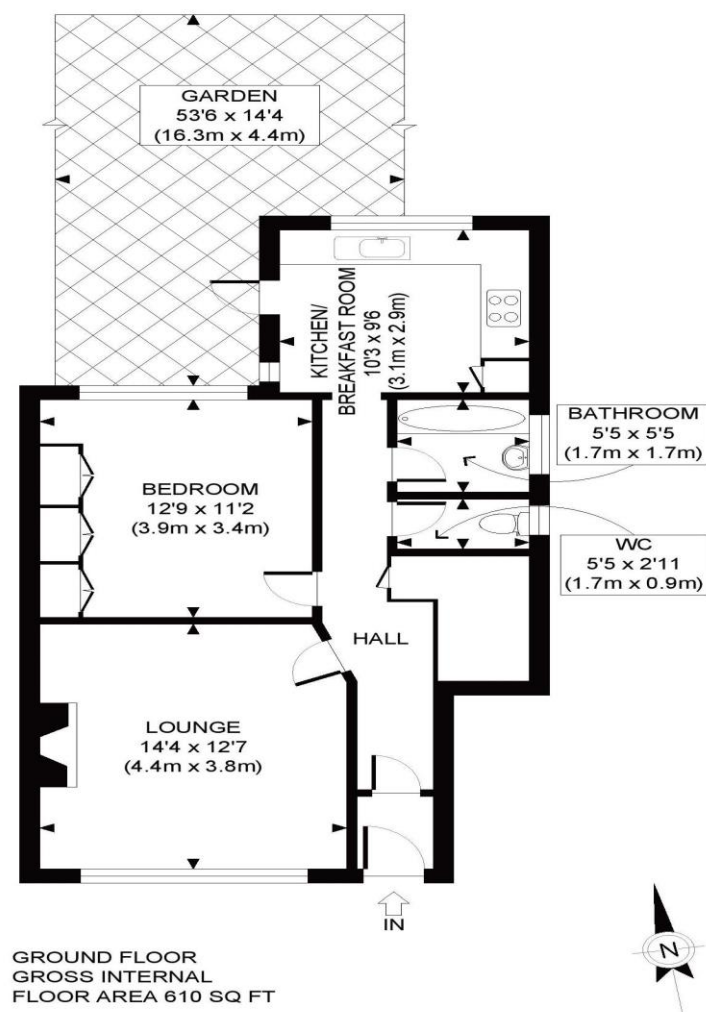 GARDEN
53'6 x 14'4
(16.3m x 4.4m)
KITCHEN/
BREAKFAST ROOM
10'3 x 9'6
(3.1m x 2.9m)
BATHROOM
5'5 x 5'5
(1.7m x 1.7m)
BEDROOM
12'9 x 11'2
(3.9m x 3.4m)
WC
5'5 x 2'11
(1.7m x 0.9m)
HALL
LOUNGE
14'4 x 12'7
(4.4m x 3.8m)
IN
N
GROUND FLOOR
GROSS INTERNAL
FLOOR AREA 610 SQ FT